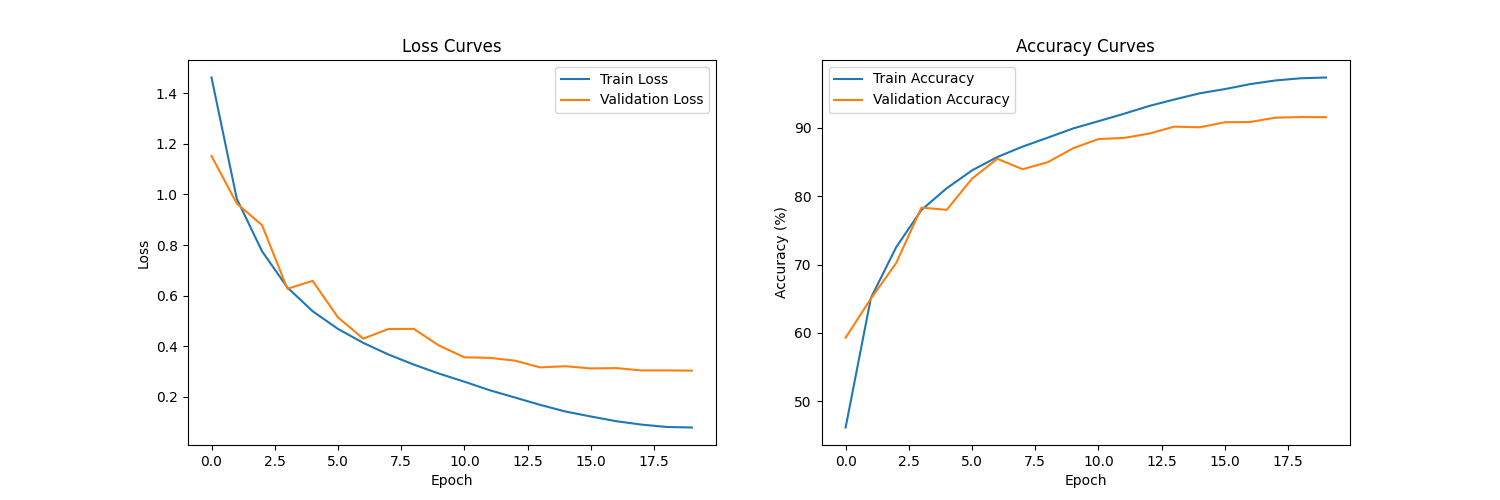 Loss Curves
Train Loss
Validation Loss
1.4
1.2
1.0
0.8
0.6
0.4
0.2
Loss
0.0 2.5 5.0 7.5 10.0 12.5 15.0 17.5
Epoch
Accuracy Curves
Train Accuracy
Validation Accuracy
90
80
70
60
50
Accuracy (%)
0.0 2.5 5.0 7.5 10.0 12.5 15.0 17.5
Epoch